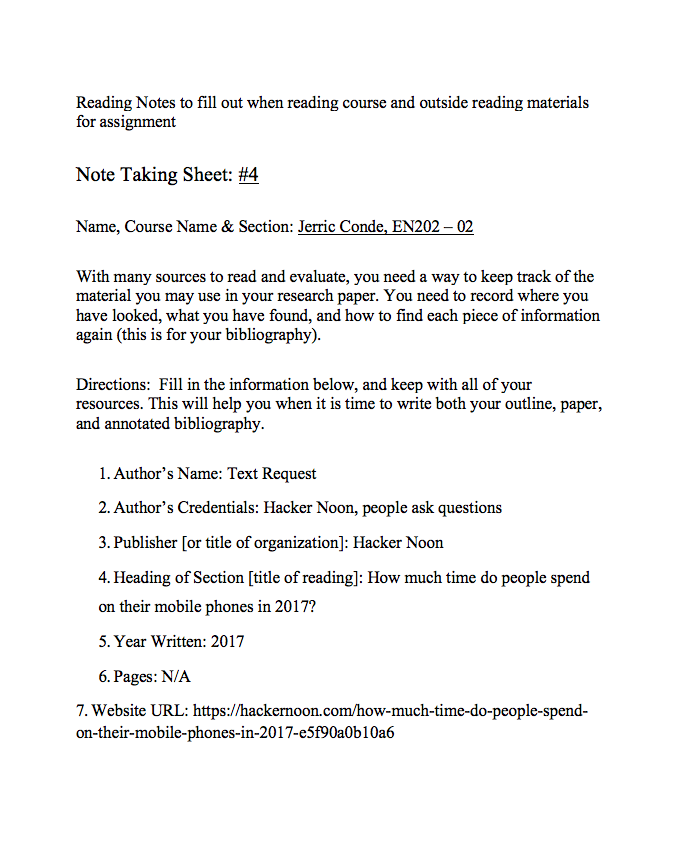 Reading Notes to fill out when reading course and outside reading materials
for assignment
Note Taking Sheet: #4
Name, Course Name & Section: Jerric Conde, EN202 – 02
With many sources to read and evaluate, you need a way to keep track of the
material you may use in your research paper. You need to record where you
have looked, what you have found, and how to find each piece of information
again (this is for your bibliography).
Directions:  Fill in the information below, and keep with all of your
resources. This will help you when it is time to write both your outline, paper,
and annotated bibliography.
1. Author’s Name: Text Request
2. Author’s Credentials: Hacker Noon, people ask questions
3. Publisher [or title of organization]: Hacker Noon
4. Heading of Section [title of reading]: How much time do people spend
on their mobile phones in 2017?
5. Year Written: 2017
6. Pages: N/A
7. Website URL: https://hackernoon.com/how-much-time-do-people-spend-
on-their-mobile-phones-in-2017-e5f90a0b10a6